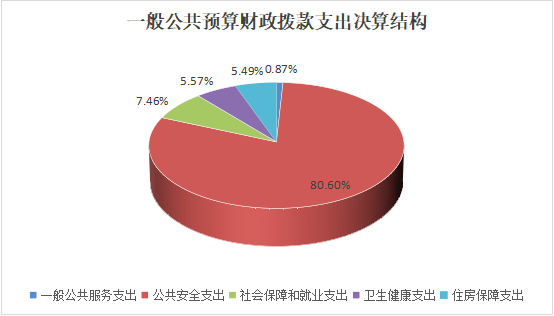 一般公共预算财政拨款支出决算结构
5.49% 0.87%
5.57%
7.46%
80.60%
一般公共服务支出 公共安全支出 社会保障和就业支出 卫生健康支出 住房保障支出